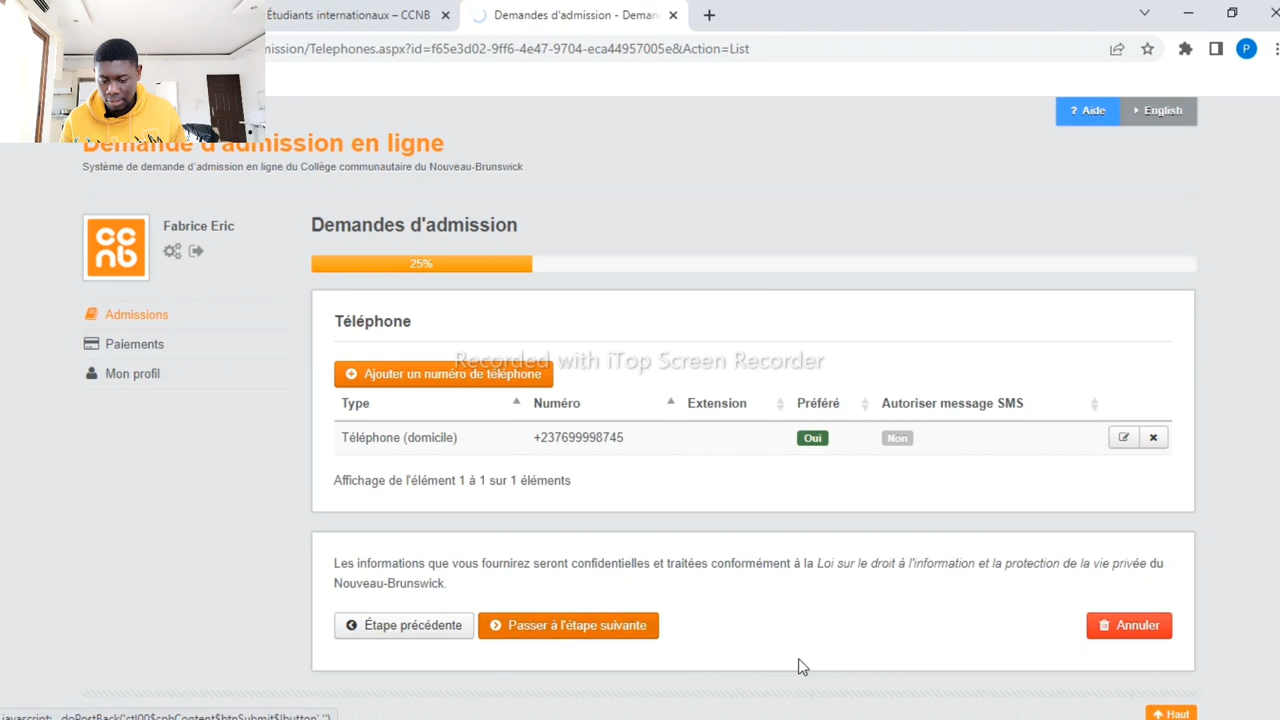 Étudiants internationaux – CCNB
Demandes d'admission - Deman
mission/Telephones.aspx?id=f65e3d02-9ff6-4e47-9704-eca44957005e&Action=List
P
? Aide
English
Demande d'admission en ligne
Système de demande d'admission en ligne du Collège communautaire du Nouveau-Brunswick
ccnb
Fabrice Eric
Admissions
Paiements
Mon profil
Demandes d'admission
25%
Téléphone
Recorded with iTop Screen Recorder
Ajouter un numéro de téléphone
Type Numéro Extension Préféré Autoriser message SMS
Téléphone (domicile) +237699998745 Oui Non
Affichage de l'élément 1 à 1 sur 1 éléments
Les informations que vous fournirez seront confidentielles et traitées conformément à la Loi sur le droit à l'information et la protection de la vie privée du
Nouveau-Brunswick.
Étape précédente Passer à l'étape suivante Annuler
Haut
javascript:__doPostBack('ctl00$cphContent$btnSubmit$lbutton','')